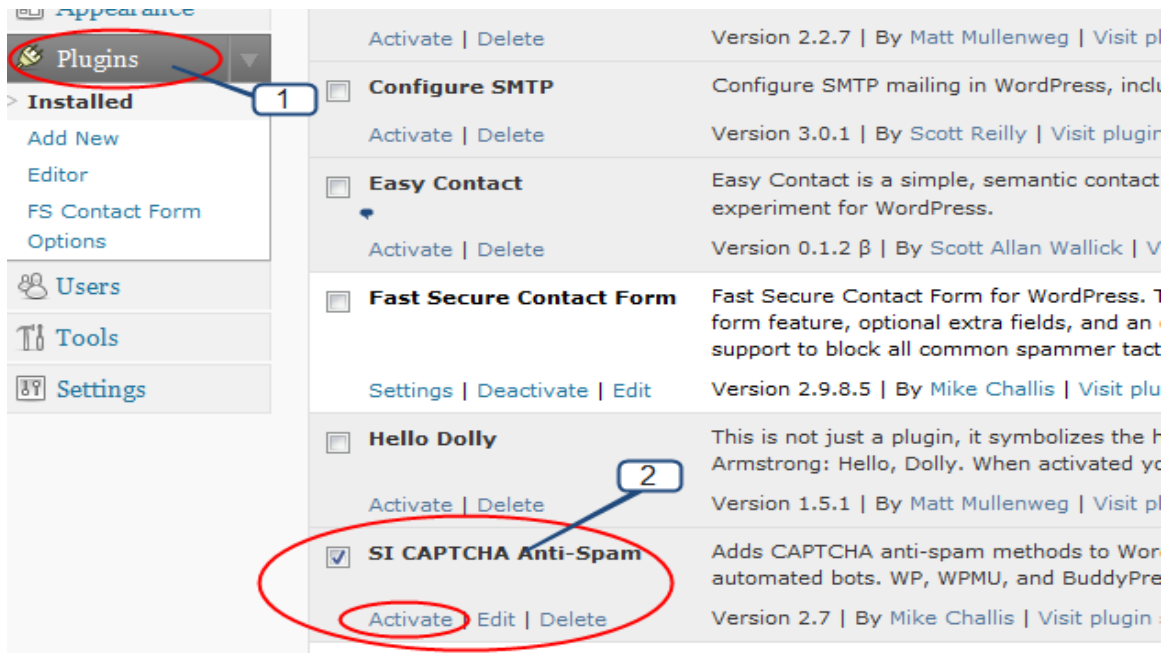 Appearance
Plugins
Installed
Add New
Editor
FS Contact Form
Options
Users
Tools
Settings
1
Activate | Delete
Version 2.2.7 | By Matt Mullenweg | Visit
Configure SMTP
Configure SMTP mailing in WordPress,
Activate | Delete
Version 3.0.1 | By Scott Reilly | Visit plugin
Easy Contact
Easy Contact is a simple, semantic contact
experiment for WordPress.
Activate | Delete
Version 0.1.2 β | By Scott Allan Wallick |
Fast Secure Contact Form
Fast Secure Contact Form for WordPress.
form feature, optional extra fields, and an
support to block all common spammer
Settings | Deactivate | Edit
Version 2.9.8.5 | By Mike Challis | Visit
Hello Dolly
This is not just a plugin, it symbolizes the
Armstrong: Hello, Dolly. When activated
2
Activate | Delete
Version 1.5.1 | By Matt Mullenweg | Visit
SI CAPTCHA Anti-Spam
Adds CAPTCHA anti-spam methods to
automated bots. WP, WPMU, and
Activate | Edit | Delete
Version 2.7 | By Mike Challis | Visit plugin